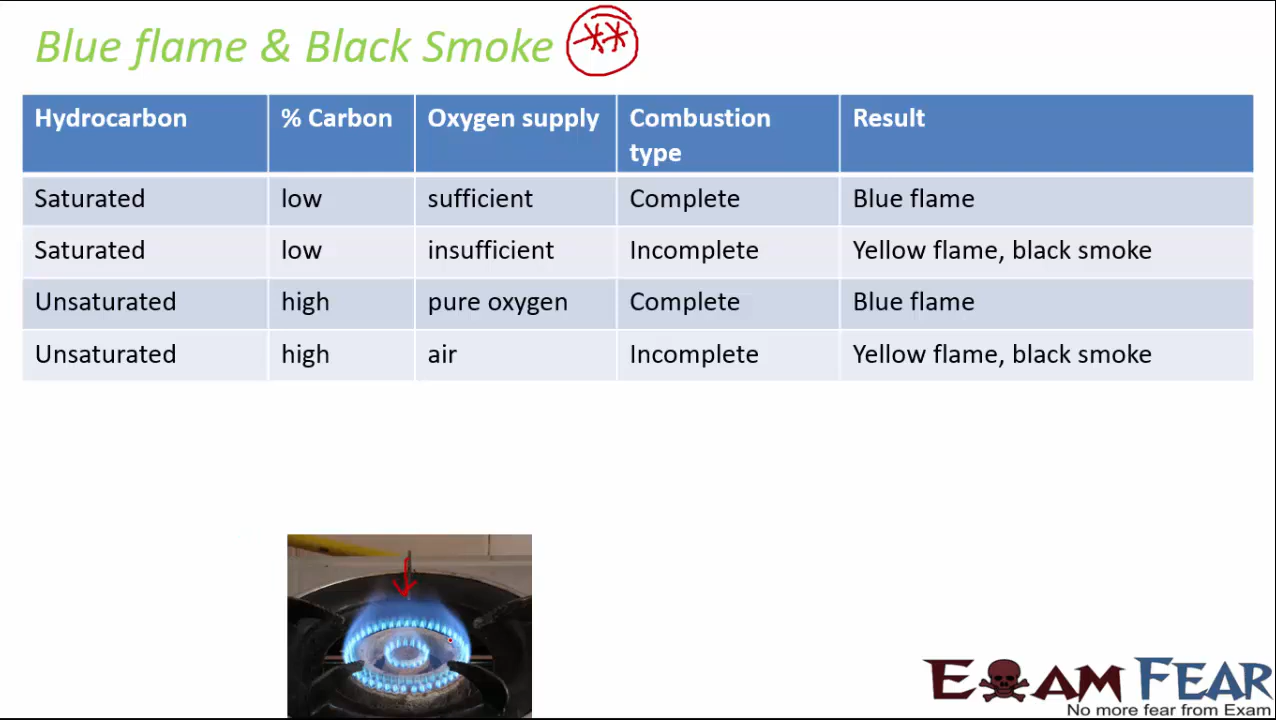 Blue flame & Black Smoke **
Hydrocarbon % Carbon Oxygen supply Combustion type Result
Saturated low sufficient Complete Blue flame
Saturated low insufficient Incomplete Yellow flame, black smoke
Unsaturated high pure oxygen Complete Blue flame
Unsaturated high air Incomplete Yellow flame, black smoke
EXAMFEAR
No more fear from Exam